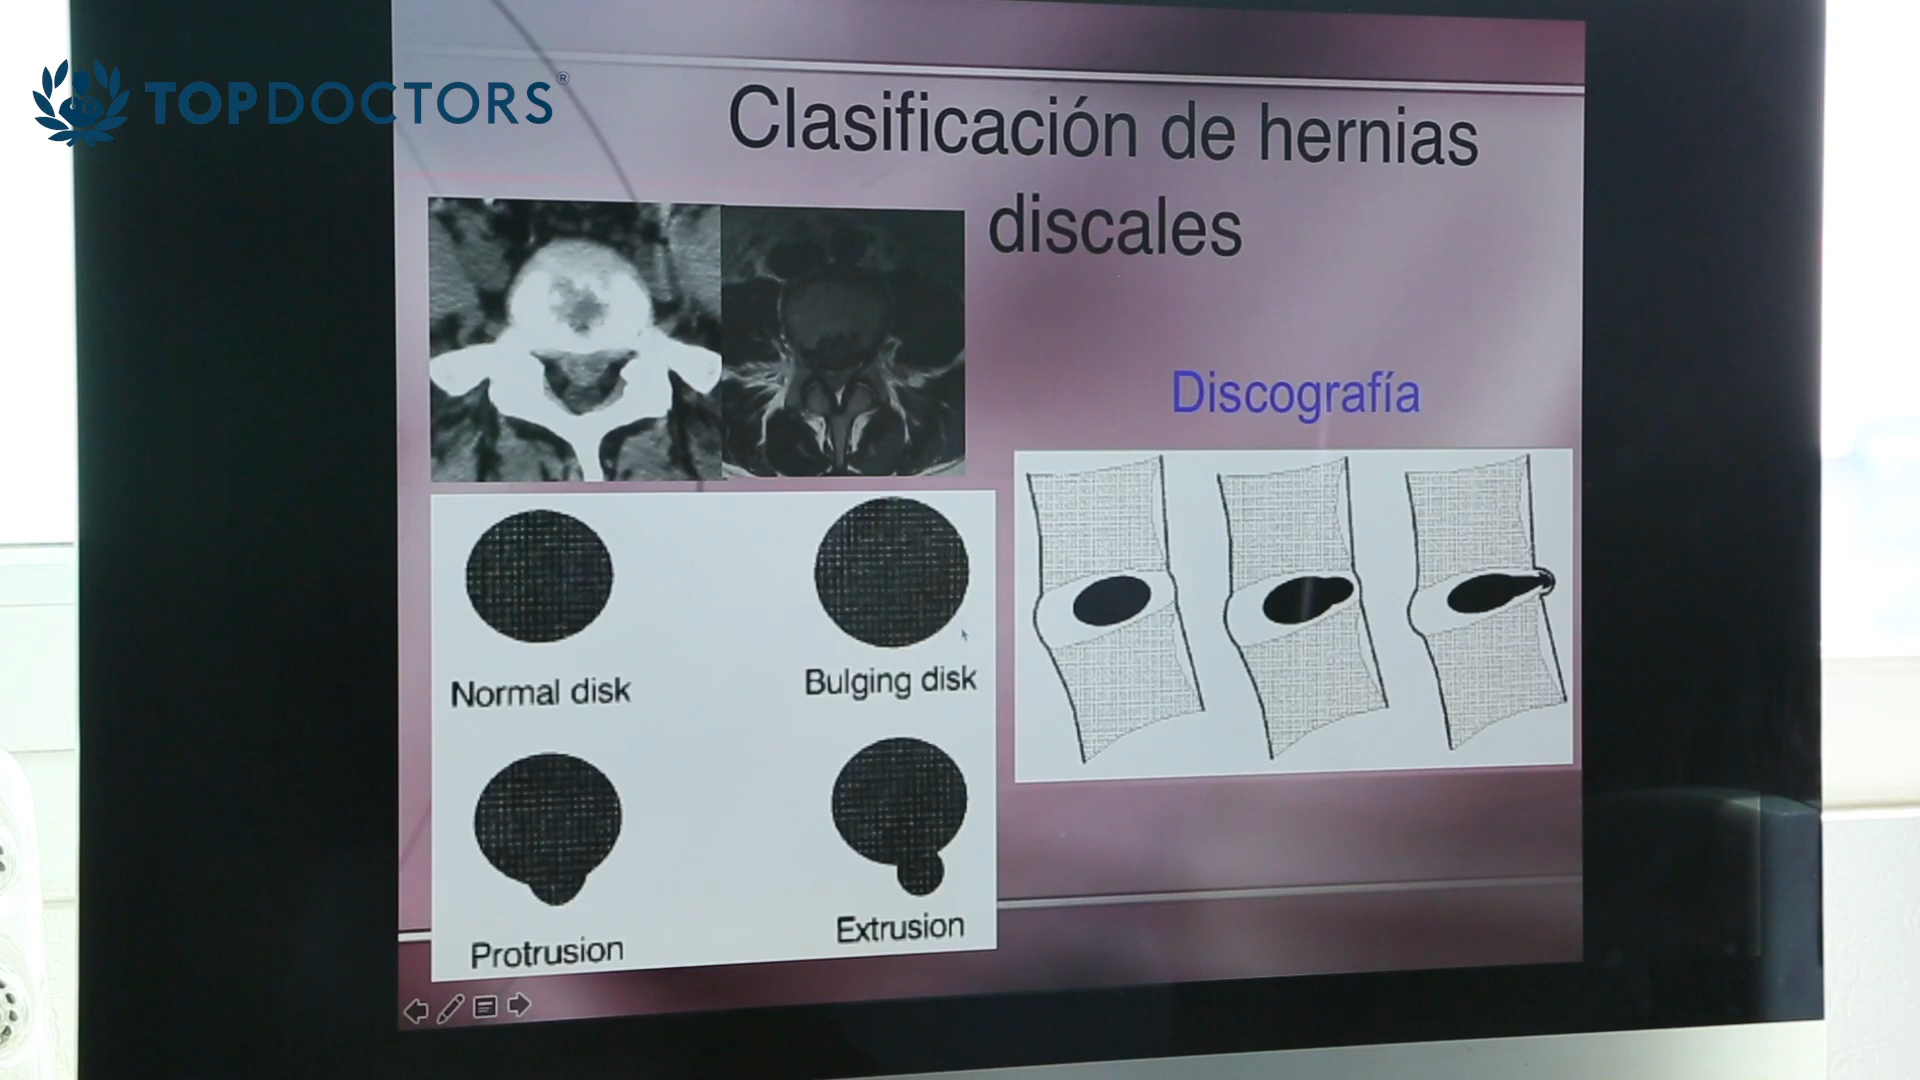 TOPDOCTORS®
Clasificación de hernias
discales
Discografía
Normal disk
Bulging disk
Protrusion
Extrusion